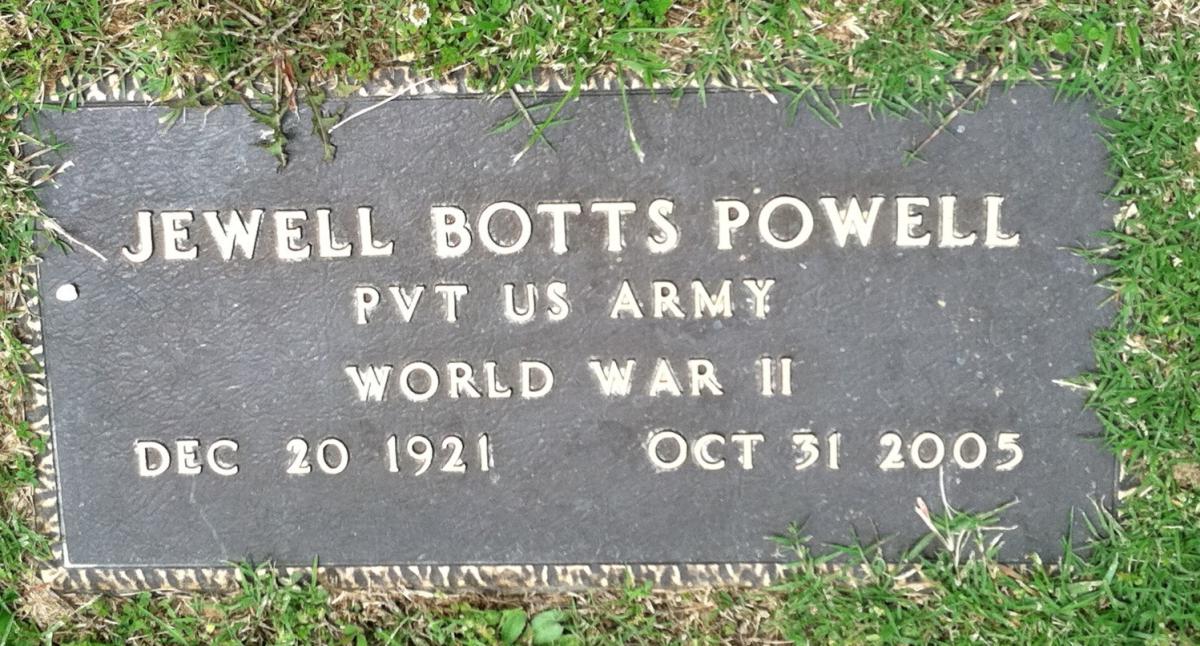 JEWELL BOTTS POWELL
PVT US ARMY
WORLD WAR II
DEC 20 1921 OCT 31 2005